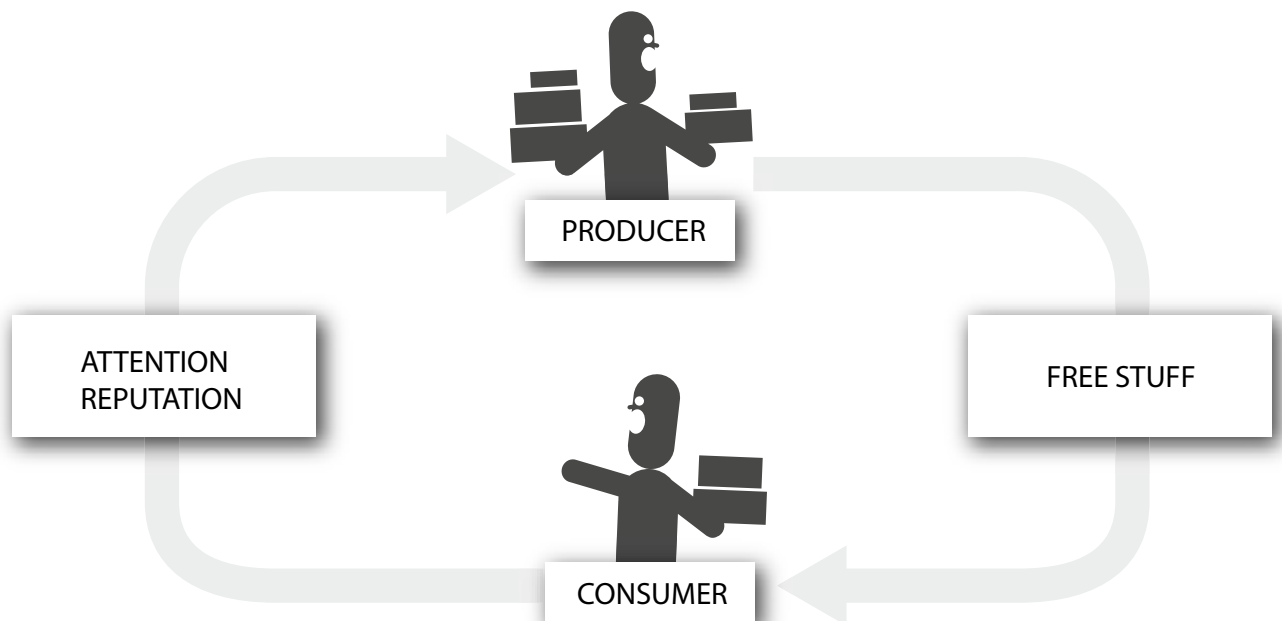 PRODUCER
ATTENTION
REPUTATION
FREE STUFF
CONSUMER